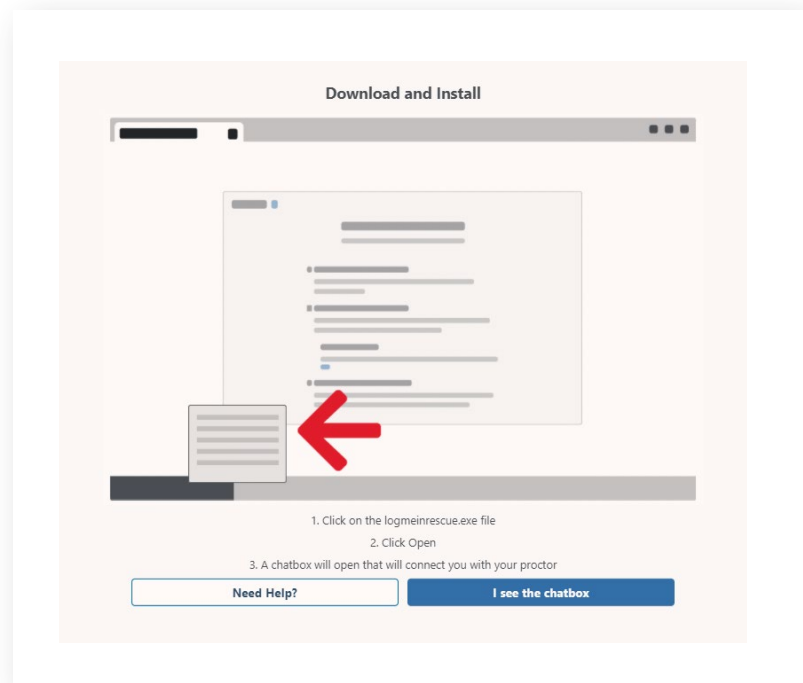 Download and Install
1. Click on the logmeinrescue.exe file
2. Click Open
3. A chatbox will open that will connect you with your proctor
Need Help?
I see the chatbox